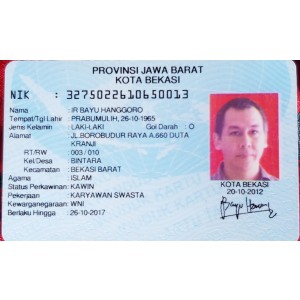 PROVINSI JAWA BARAT
KOTA BEKASI
NIK : 3275022610650013
Nama : IR BAYU HANGGORO
Tempat/Tgl Lahir : PRABUMULIH, 26-10-1965
Jenis Kelamin : LAKI-LAKI Gol Darah : O
Alamat : JL.BOROBUDUR RAYA A.660 DUTA
KRANJI
RT/RW : 003 / 010
Kel/Desa : BINTARA
Kecamatan : BEKASI BARAT
Agama : ISLAM
Status Perkawinan: KAWIN
Pekerjaan : KARYAWAN SWASTA
Kewarganegaraan: WNI
Berlaku Hingga : 26-10-2017
KOTA BEKASI
20-10-2012